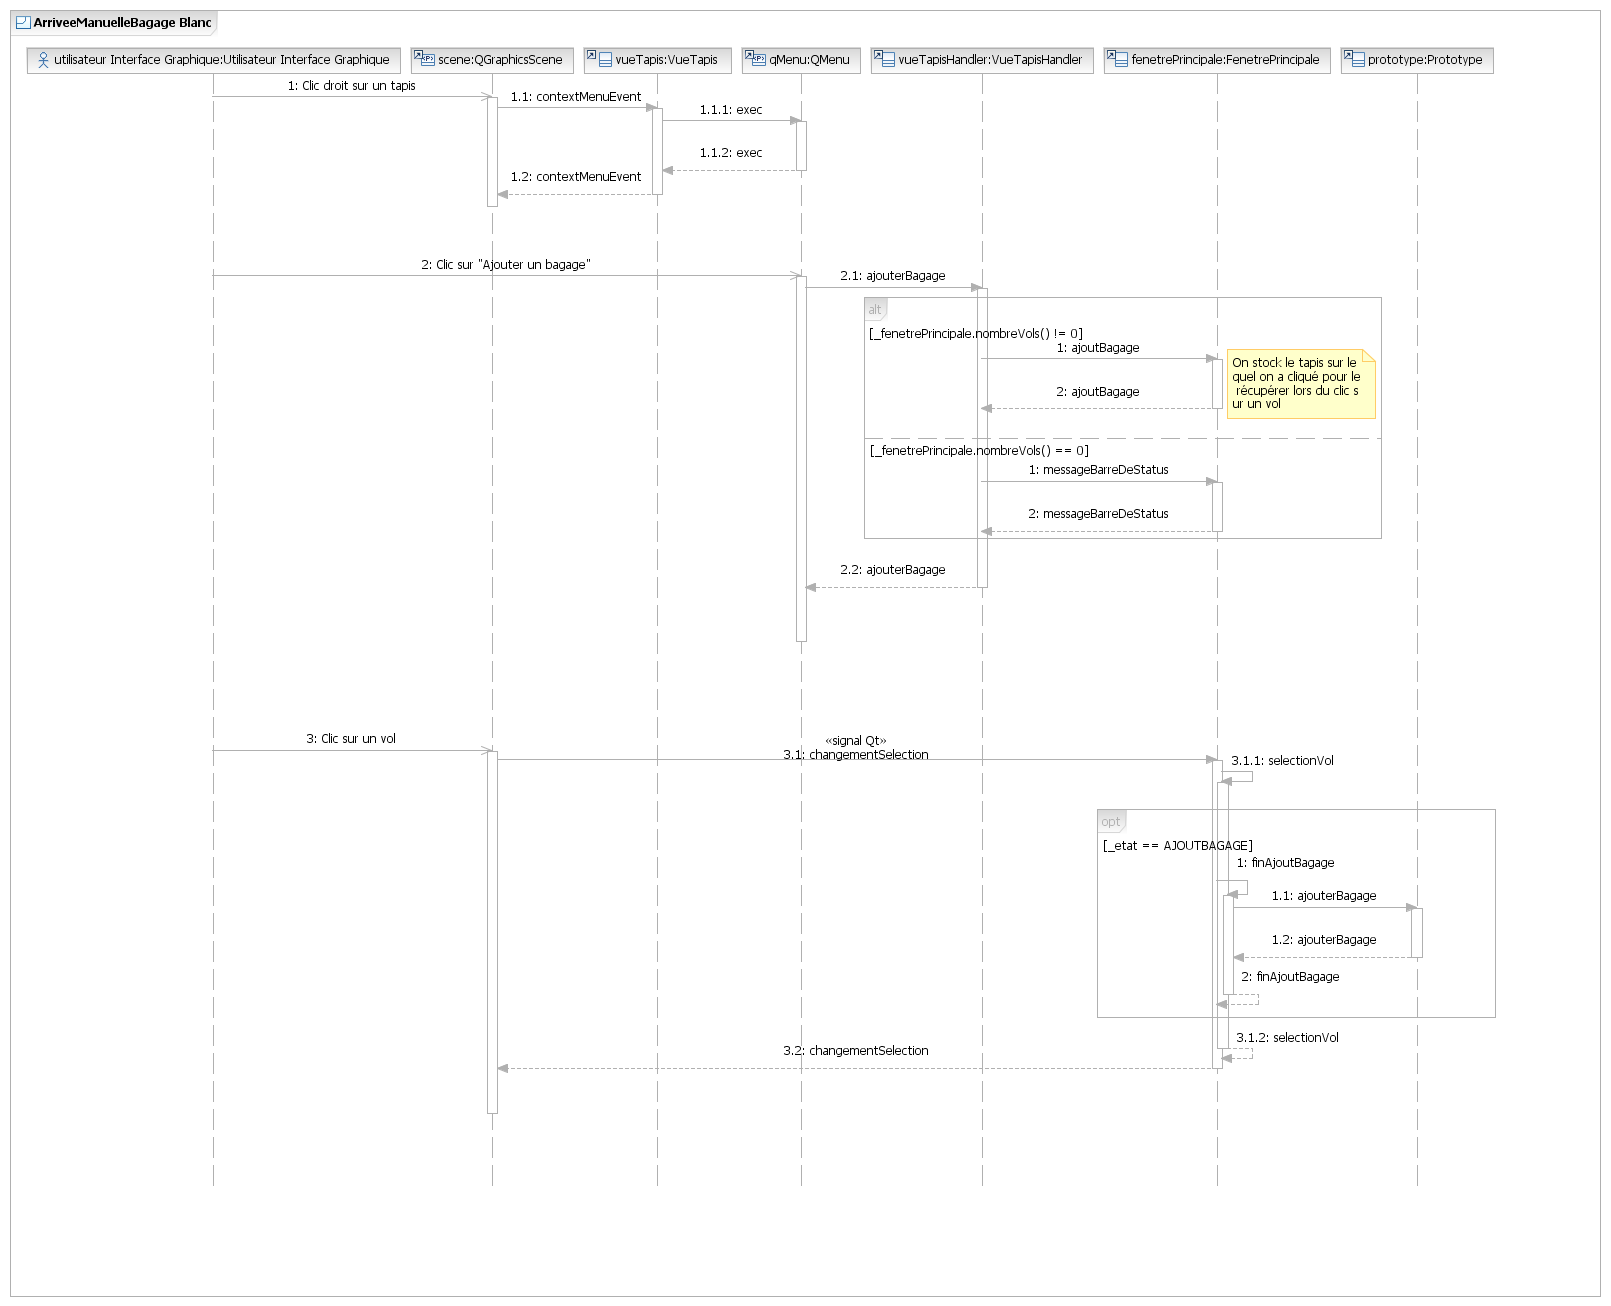 ArriveeManuelleBagage Blanc
utilisateur Interface Graphique:Utilisateur Interface Graphique
scene:QGraphicsScene
vueTapis:VueTapis
qMenu:QMenu
vueTapisHandler:VueTapisHandler
fenetrePrincipale:FenetrePrincipale
prototype:Prototype
1: Clic droit sur un tapis
1.1: contextMenuEvent
1.1.1: exec
1.1.2: exec
1.2: contextMenuEvent
2: Clic sur "Ajouter un bagage"
2.1: ajouterBagage
alt
[_fenetrePrincipale.nombreVols() != 0]
1: ajoutBagage
On stock le tapis sur le
quel on a cliqué pour le
récupérer lors du clic s
ur un vol
2: ajoutBagage
[_fenetrePrincipale.nombreVols() == 0]
1: messageBarreDeStatus
2: messageBarreDeStatus
2.2: ajouterBagage
3: Clic sur un vol
«signal Qt»
3.1: changementSelection
3.1.1: selectionVol
opt
[_etat == AJOUTBAGAGE]
1: finAjoutBagage
1.1: ajouterBagage
1.2: ajouterBagage
2: finAjoutBagage
3.1.2: selectionVol
3.2: changementSelection